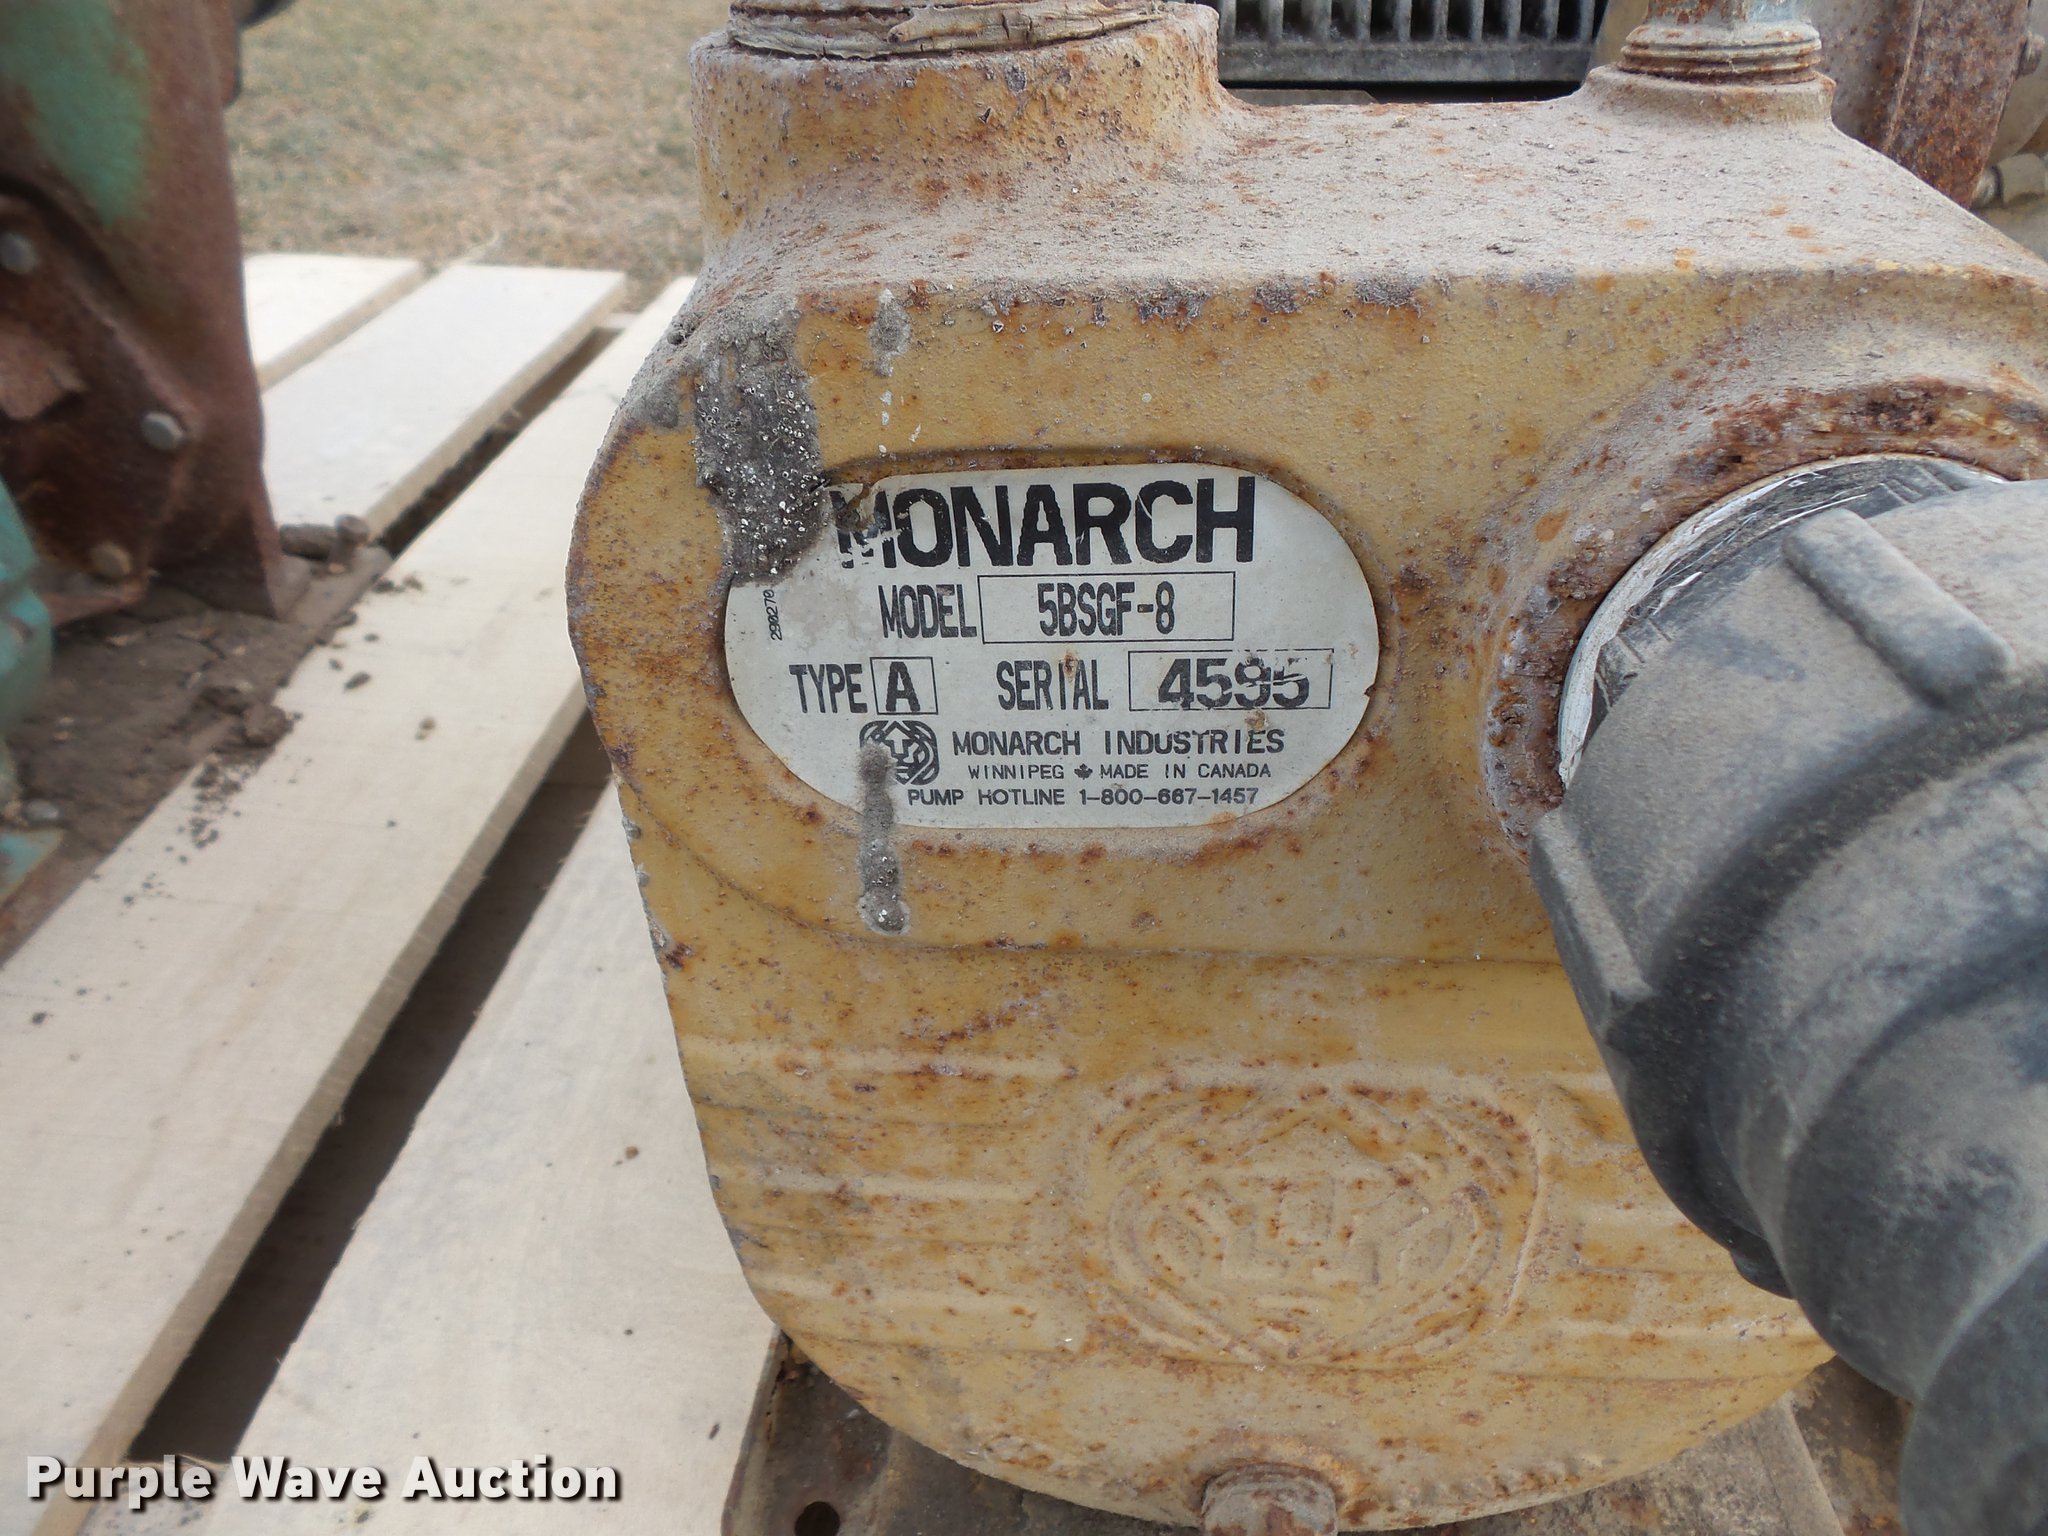 MONARCH
MODEL 5BSGF-8
290270
TYPE A SERIAL 4595
MONARCH INDUSTRIES
WINNIPEG MADE IN CANADA
PUMP HOTLINE 1-800-667-1457
Purple Wave Auction